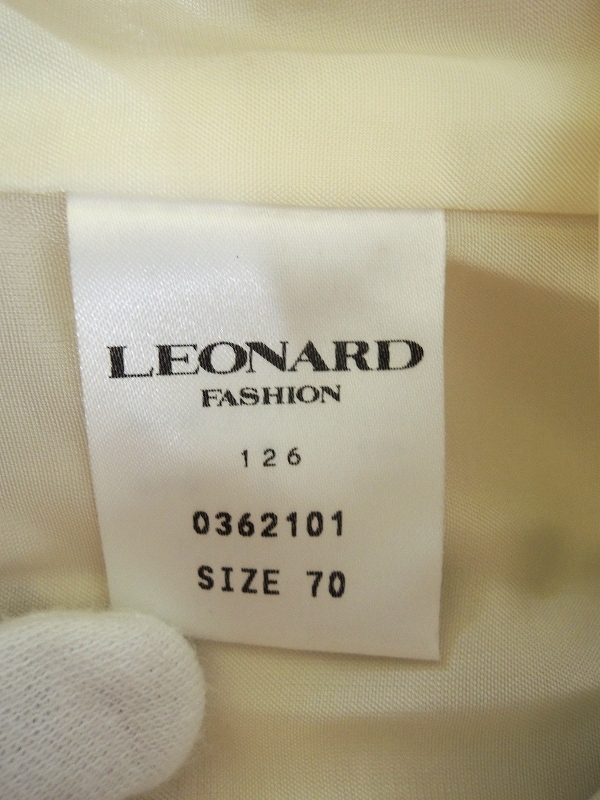 LEONARD
FASHION
126
0362101
SIZE 70